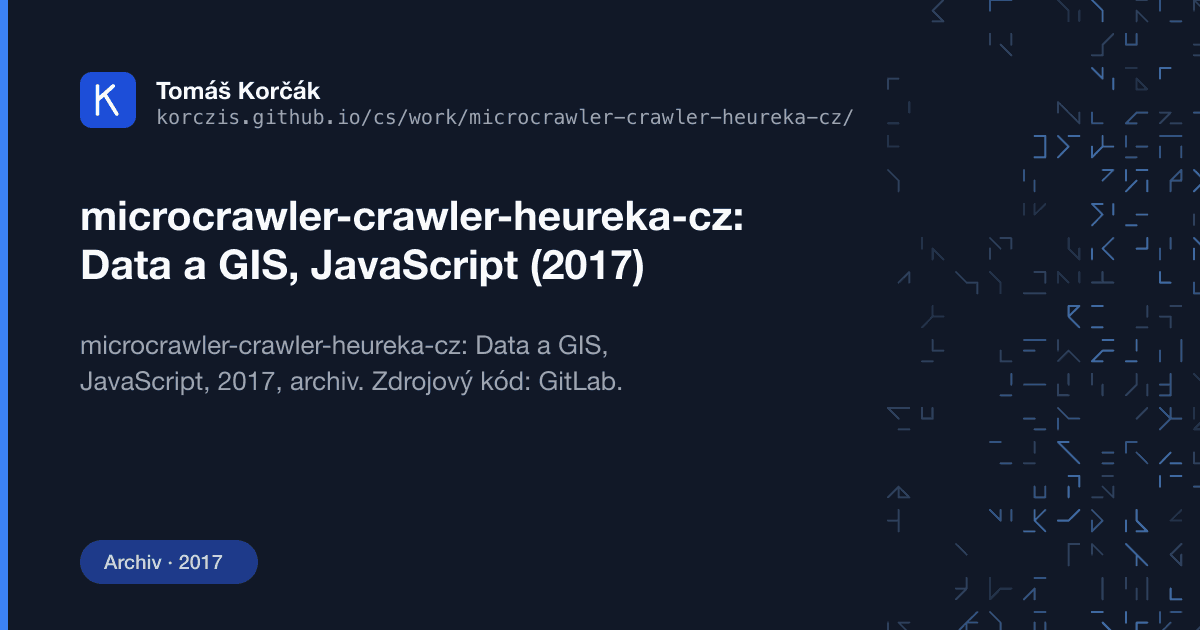 K
Tomáš Korčák
korczis.github.io/cs/work/microcrawler-crawler-heureka-cz/
microcrawler-crawler-heureka-cz:
Data a GIS, JavaScript (2017)
microcrawler-crawler-heureka-cz: Data a GIS,
JavaScript, 2017, archiv. Zdrojový kód: GitLab.
Archiv · 2017